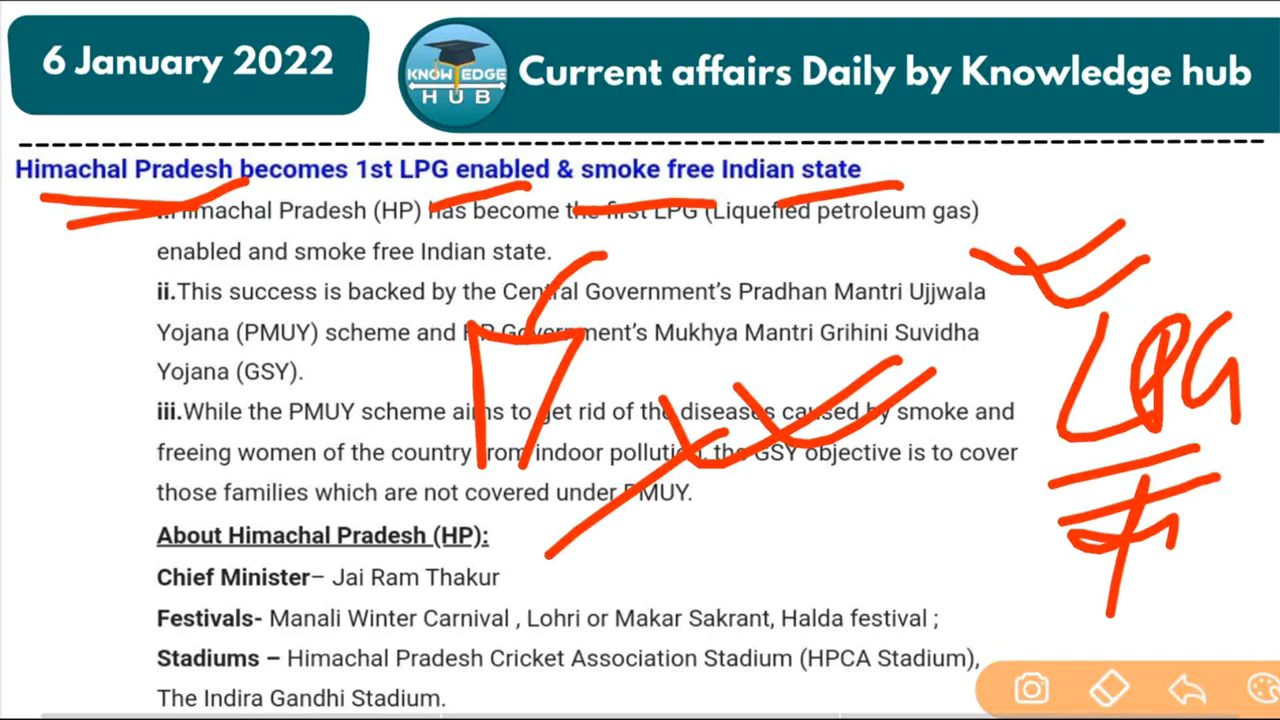 6 January 2022
KNOWLEDGE
HUB
Current affairs Daily by Knowledge hub
Himachal Pradesh becomes 1st LPG enabled & smoke free Indian state
i.Himachal Pradesh (HP) has become the first LPG (Liquefied petroleum gas)
enabled and smoke free Indian state.
ii.This success is backed by the Central Government's Pradhan Mantri Ujjwala
Yojana (PMUY) scheme and HP Government's Mukhya Mantri Grihini Suvidha
Yojana (GSY).
iii.While the PMUY scheme aims to get rid of the diseases caused by smoke and
freeing women of the country from indoor pollution, the GSY objective is to cover
those families which are not covered under PMUY.
LPG
About Himachal Pradesh (HP):
Chief Minister– Jai Ram Thakur
Festivals- Manali Winter Carnival , Lohri or Makar Sakrant, Halda festival ;
Stadiums – Himachal Pradesh Cricket Association Stadium (HPCA Stadium),
The Indira Gandhi Stadium.